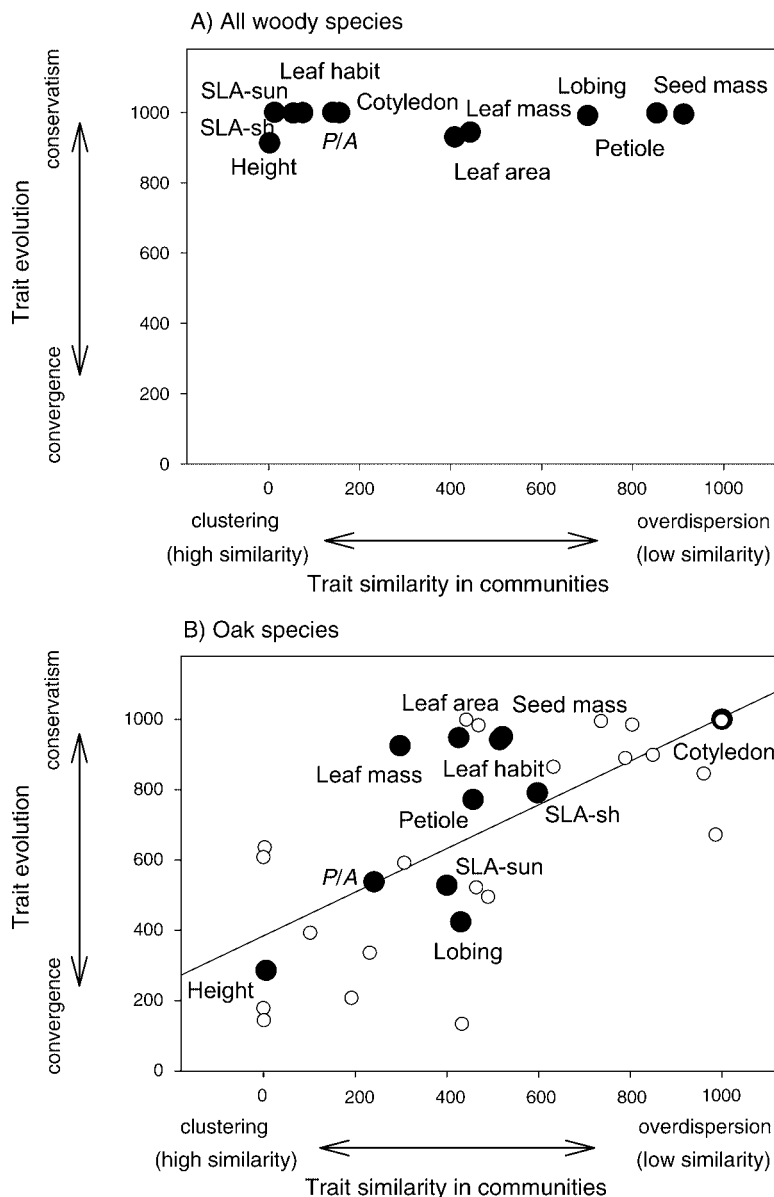 A) All woody species
conservatism
Trait evolution
convergence
1000
800
600
400
200
0
Leaf habit
SLA-sun
Cotyledon
Leaf mass
Lobing
Seed mass
SLA-sh
P/A
Height
Leaf area
Petiole
0 200 400 600 800 1000
clustering overdispersion
(high similarity) (low similarity)
Trait similarity in communities
B) Oak species
conservatism
Trait evolution
convergence
1000
800
600
400
200
0
Leaf area Seed mass
Leaf mass Leaf habit Cotyledon
Petiole SLA-sh
P/A SLA-sun
Lobing
Height
0 200 400 600 800 1000
clustering overdispersion
(high similarity) (low similarity)
Trait similarity in communities